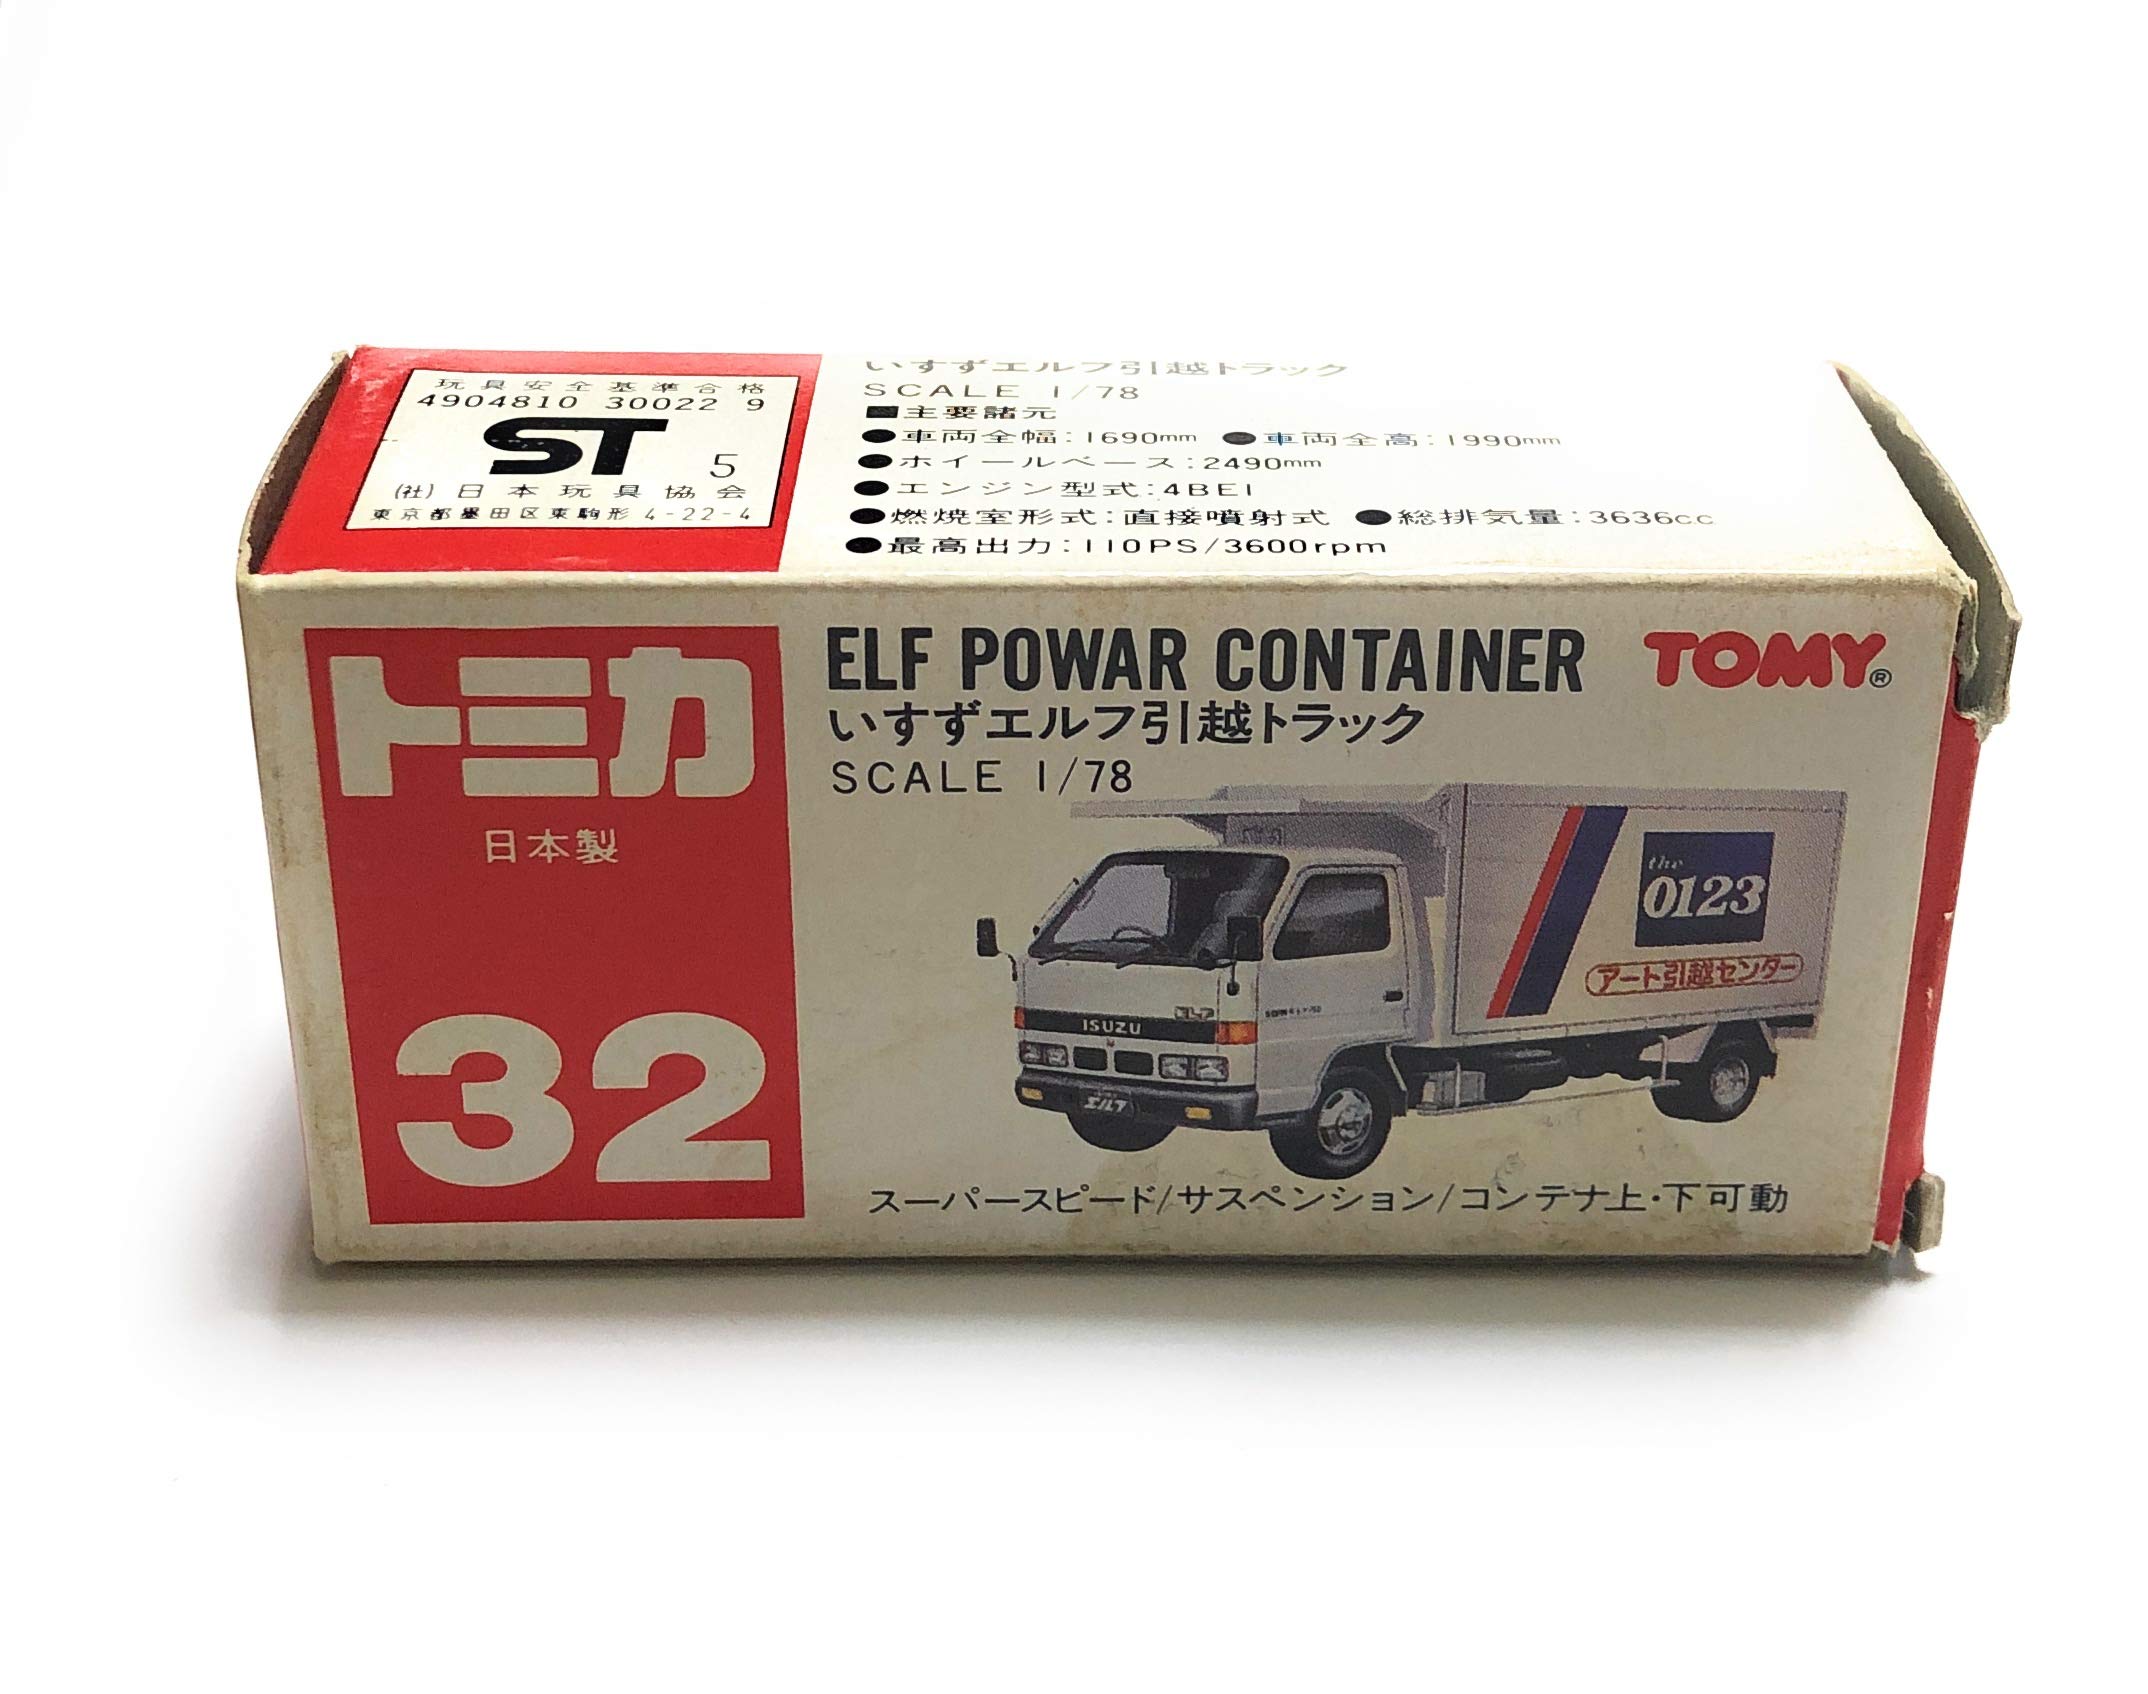 玩具安全基準合格
4904810 30022 9
ST 5
(社)日本玩具協会
東京都墨田区東駒形4-22-4
いすゞエルフ引越トラック
SCALE 1/78
■主要諸元
●車両全幅:1690mm ●車両全高:1990mm
●ホイールベース:2490mm
●エンジン型式:4BE1
●燃焼室形式:直接噴射式 ●総排気量:3636cc
●最高出力:110PS/3600rpm
トミカ
日本製
32
ELF POWAR CONTAINER TOMY®
いすゞエルフ引越トラック
SCALE 1/78
the
0123
アート引越センター
ISUZU
ELF
エルフ
スーパースピード/サスペンション/コンテナ上・下可動